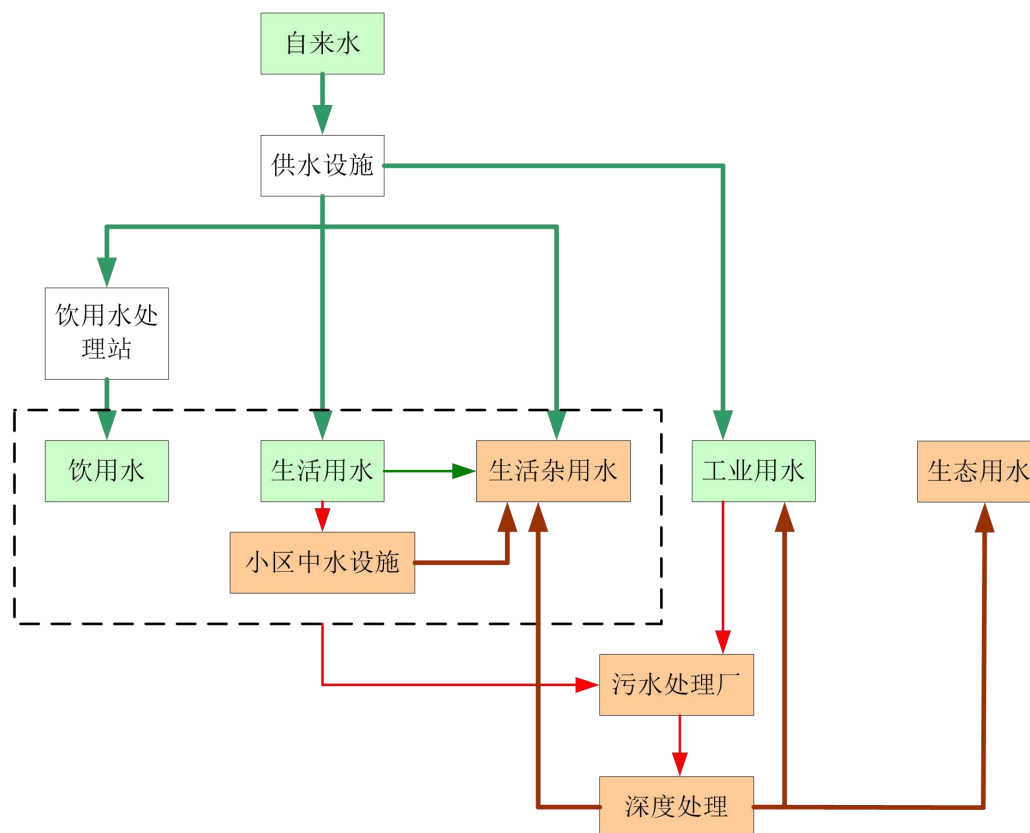 自来水
供水设施
饮用水处
理站
饮用水
生活用水
生活杂用水
工业用水
生态用水
小区中水设施
污水处理厂
深度处理